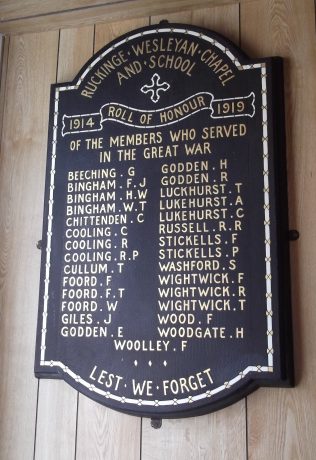 RUCKINGE · WESLEYAN · CHAPEL
AND · SCHOOL
1914 ROLL OF HONOUR 1919
OF THE MEMBERS WHO SERVED
IN THE GREAT WAR
BEECHING . G
BINGHAM . F . J
BINGHAM . H.W
BINGHAM . W.T
CHITTENDEN . C
COOLING . C
COOLING . R
COOLING . R.P
CULLUM . T
FOORD . F
FOORD . F . T
FOORD . W
GILES . J
GODDEN . E
GODDEN . H
GODDEN . R
LUCKHURST . T
LUKEHURST . A
LUKEHURST . C
RUSSELL . R . R
STICKELLS . F
STICKELLS . P
WASHFORD . S
WIGHTWICK . F
WIGHTWICK . R
WIGHTWICK . T
WOOD . F
WOODGATE . H
WOOLLEY . F
LEST · WE · FORGET